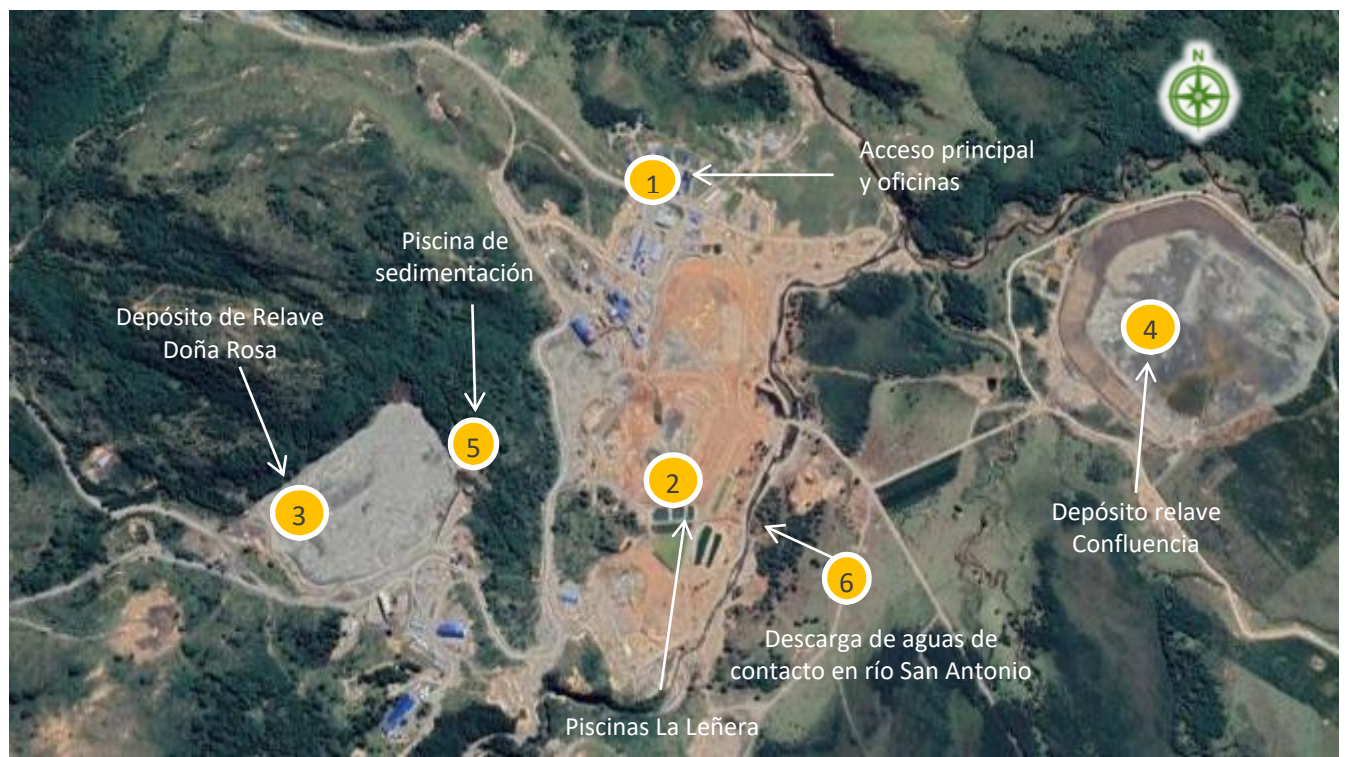 N
Acceso principal
y oficinas
1
Piscina de
sedimentación
Depósito de Relave
Doña Rosa
4
5
2
3
Depósito relave
Confluencia
6
Descarga de aguas de
contacto en río San Antonio
Piscinas La Leñera